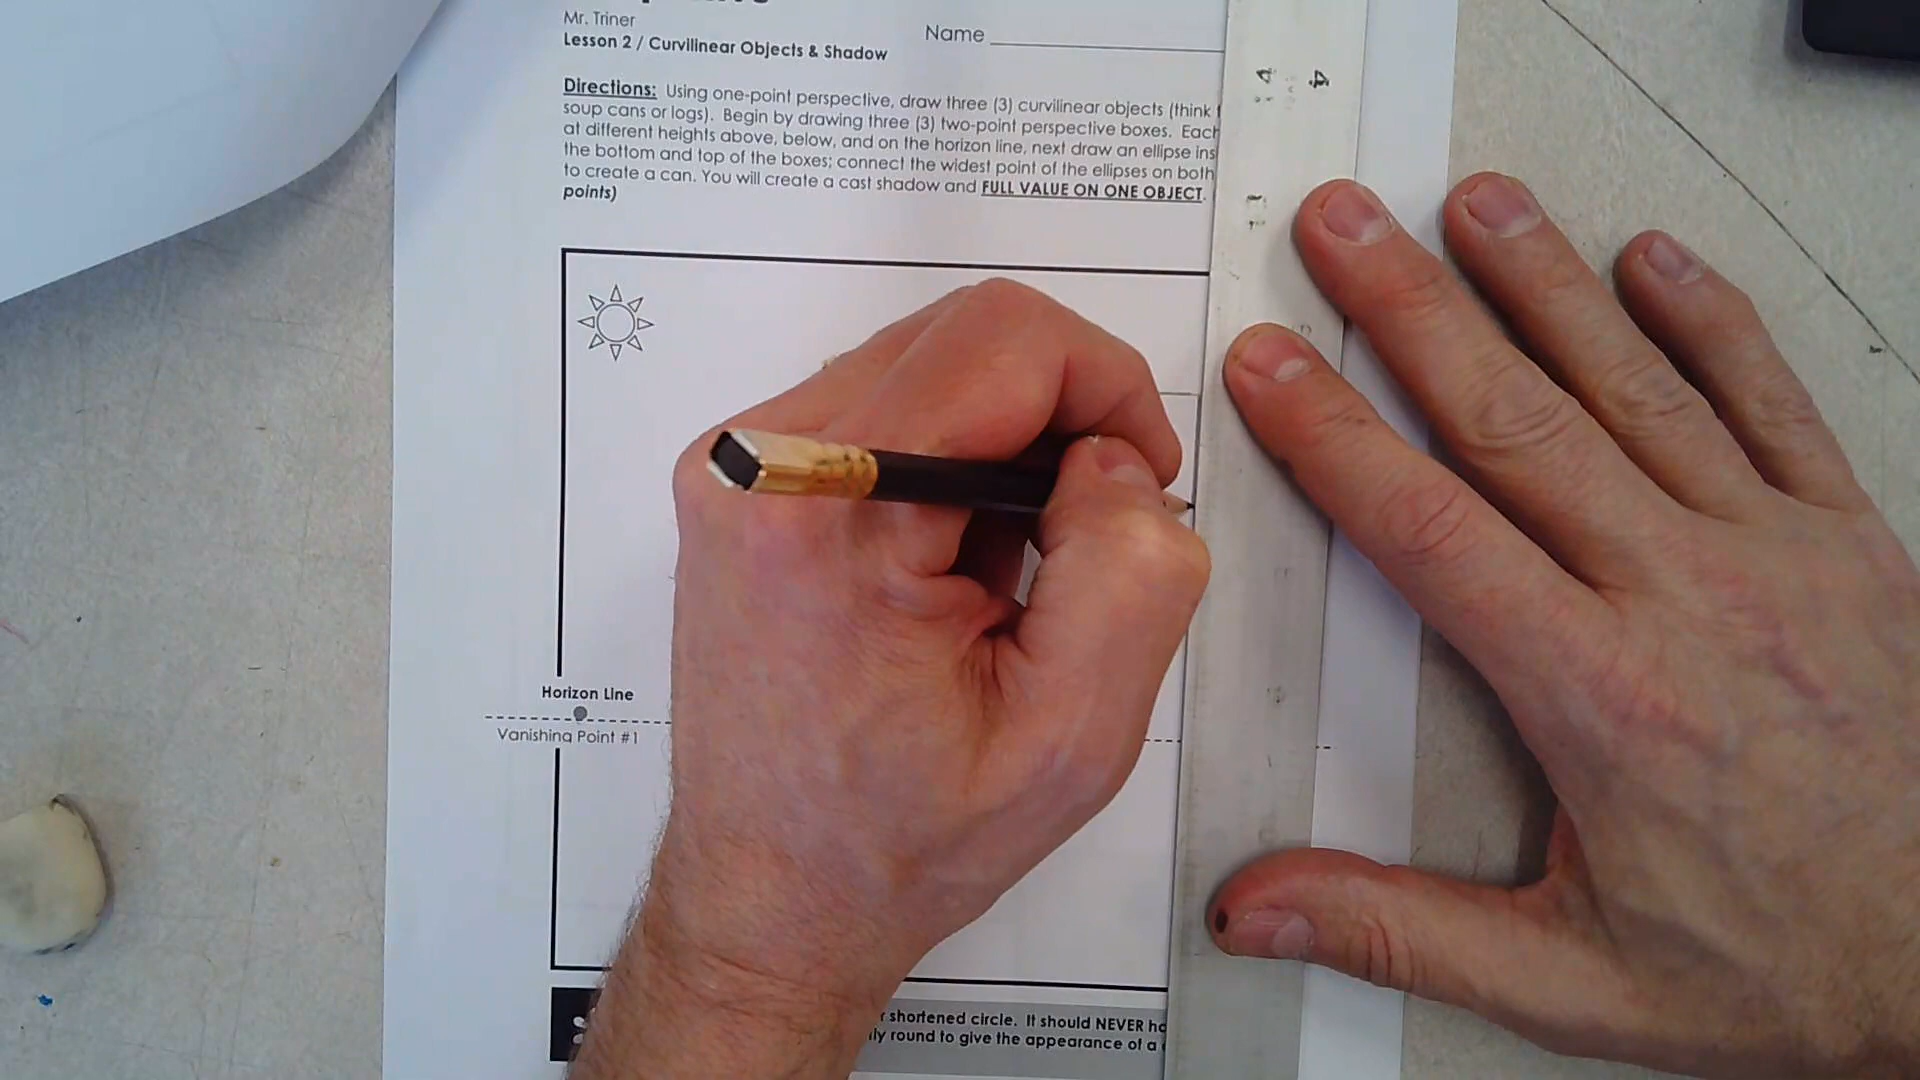 Mr. Triner
Name
Lesson 2 / Curvilinear Objects & Shadow
Directions: Using one-point perspective, draw three (3) curvilinear objects (think
soup cans or logs). Begin by drawing three (3) two-point perspective boxes. Each
at different heights above, below, and on the horizon line, next draw an ellipse
the bottom and top of the boxes; connect the widest point of the ellipses on both
to create a can. You will create a cast shadow and FULL VALUE ON ONE OBJECT.
points)
Horizon Line
Vanishing Point #1
shortened circle. It should NEVER
round to give the appearance of a